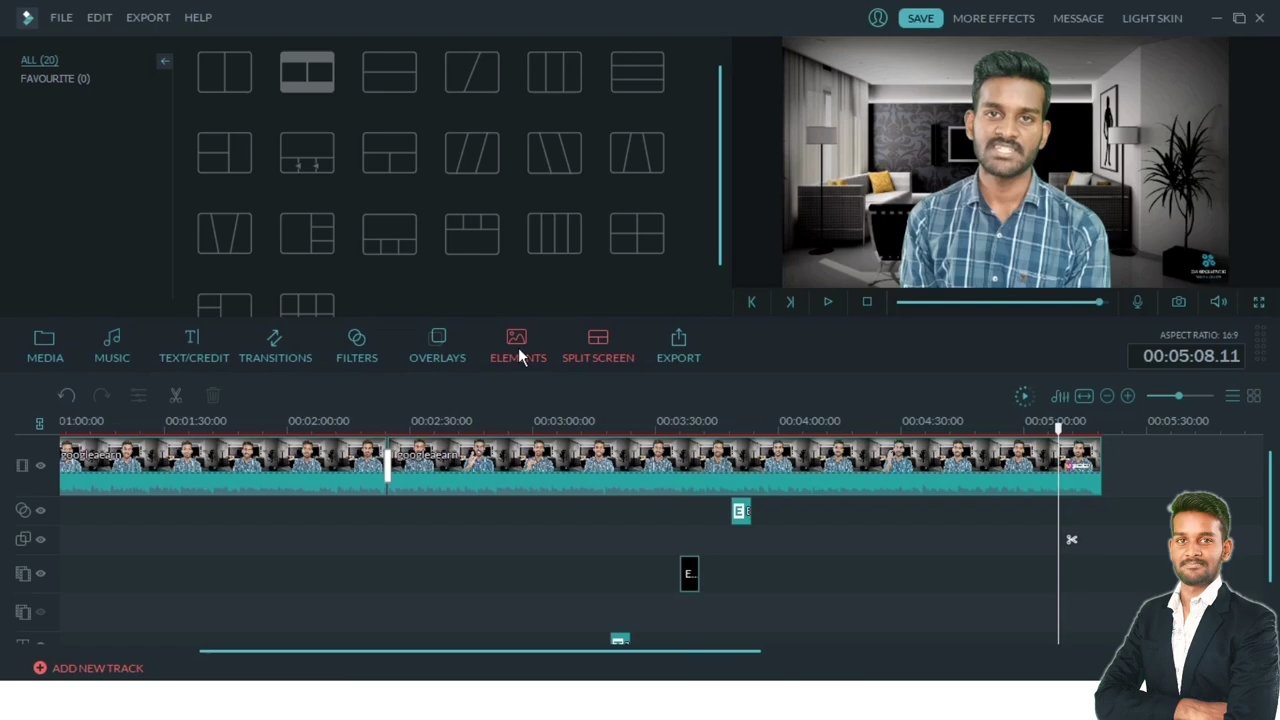 FILE EDIT EXPORT HELP SAVE MORE EFFECTS MESSAGE LIGHT SKIN
ALL (20)
FAVOURITE (0)
MEDIA MUSIC TEXT/CREDIT TRANSITIONS FILTERS OVERLAYS ELEMENTS SPLIT SCREEN EXPORT
ASPECT RATIO: 16:9
00:05:08.11
01:00:00 00:01:30:00 00:02:00:00 00:02:30:00 00:03:00:00 00:03:30:00 00:04:00:00 00:04:30:00 00:05:00:00 00:05:30:00
googleaearn googleaearn
E
E..
ADD NEW TRACK